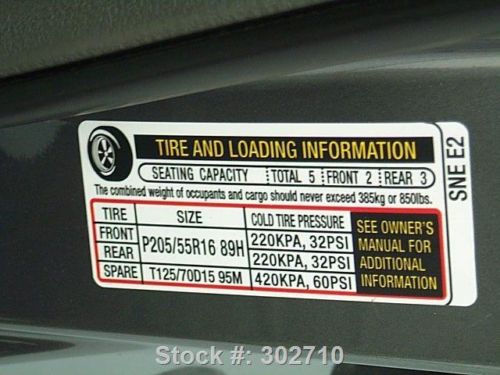 TIRE AND LOADING INFORMATION
SEATING CAPACITY TOTAL 5 FRONT 2 REAR 3
The combined weight of occupants and cargo should never exceed 385kg or 850lbs.
TIRE SIZE COLD TIRE PRESSURE
FRONT P205/55R16 89H 220KPA, 32PSI
REAR 220KPA, 32PSI
SPARE T125/70D15 95M 420KPA, 60PSI
SEE OWNER'S
MANUAL FOR
ADDITIONAL
INFORMATION
SNE E2
Stock #: 302710